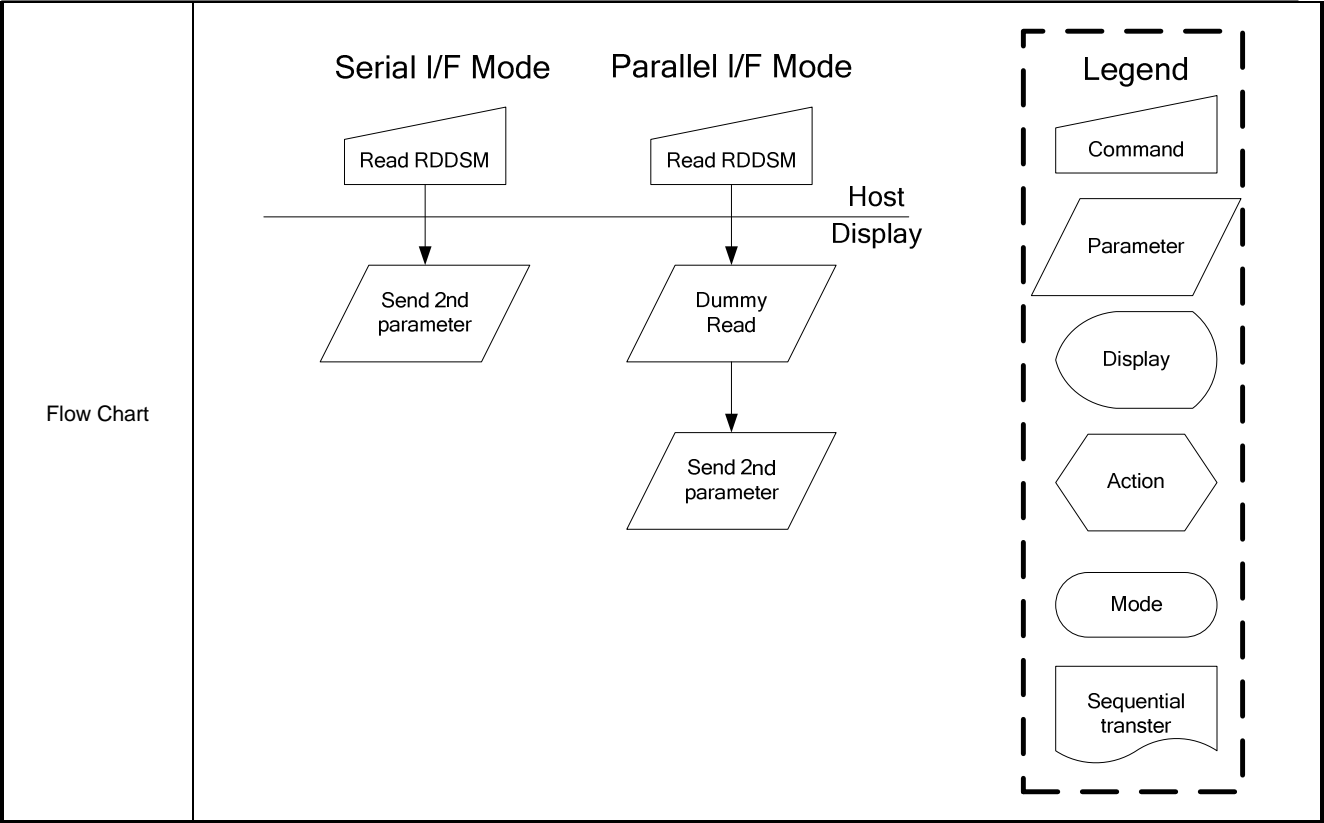 Flow Chart
Serial I/F Mode
Read RDDSM
Send 2nd
parameter
Parallel I/F Mode
Read RDDSM
Dummy
Read
Send 2nd
parameter
Host
Display
Legend
Command
Parameter
Display
Action
Mode
Sequential
transter